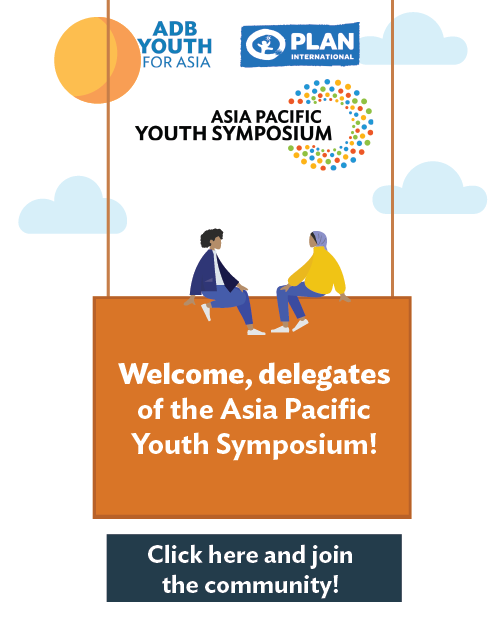 ADB
YOUTH
FOR ASIA
PLAN
INTERNATIONAL
ASIA PACIFIC
YOUTH SYMPOSIUM
Welcome, delegates
of the Asia Pacific
Youth Symposium!
Click here and join
the community!